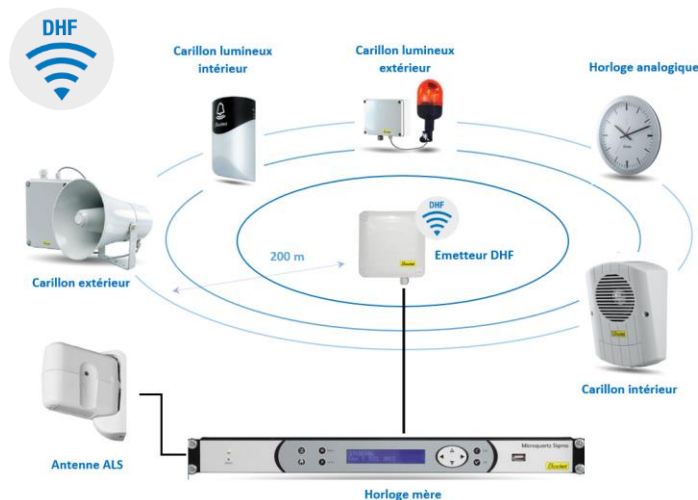 DHF
Carillon lumineux
intérieur
Carillon lumineux
extérieur
Horloge analogique
DHF
Emetteur DHF
200 m
Carillon extérieur
Carillon intérieur
Antenne ALS
Microquartz Sigma
Bodet
Horloge mère